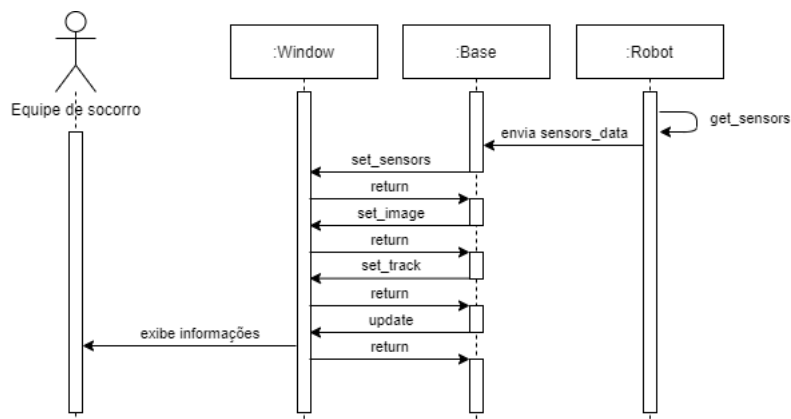 :Window
:Base
:Robot
Equipe de socorro
get_sensors
envia sensors_data
set_sensors
return
set_image
return
set_track
return
update
exibe informações
return